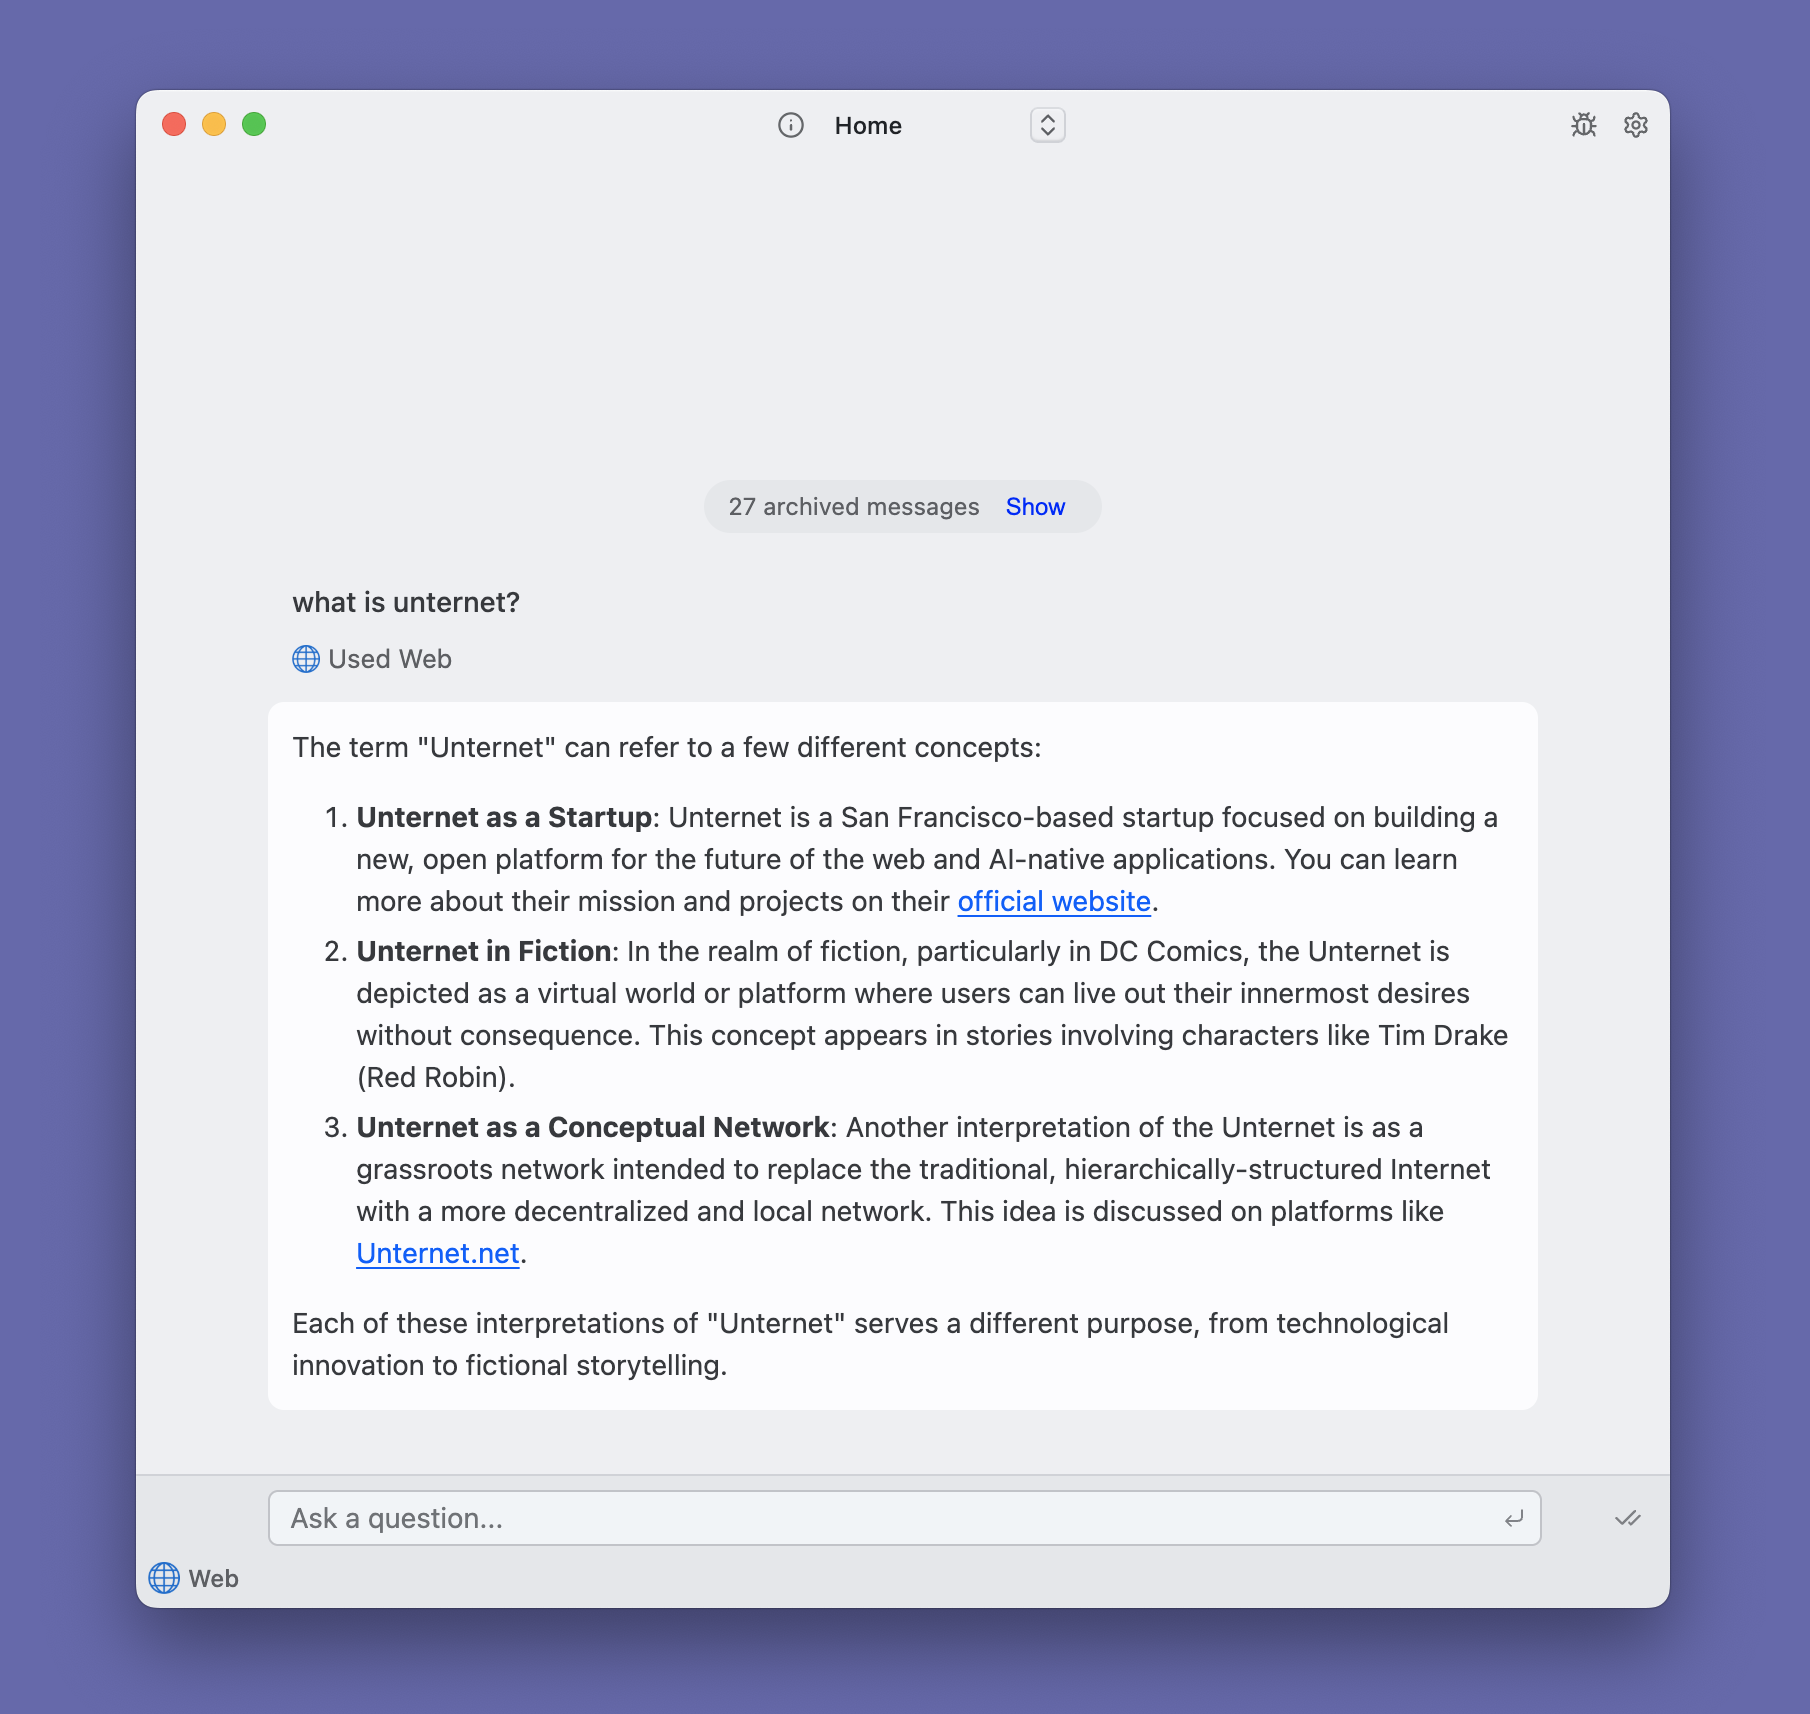 Home
27 archived messages Show
what is unternet?
Used Web
The term "Unternet" can refer to a few different concepts:
1. Unternet as a Startup: Unternet is a San Francisco-based startup focused on building a
new, open platform for the future of the web and AI-native applications. You can learn
more about their mission and projects on their official website.
2. Unternet in Fiction: In the realm of fiction, particularly in DC Comics, the Unternet is
depicted as a virtual world or platform where users can live out their innermost desires
without consequence. This concept appears in stories involving characters like Tim Drake
(Red Robin).
3. Unternet as a Conceptual Network: Another interpretation of the Unternet is as a
grassroots network intended to replace the traditional, hierarchically-structured Internet
with a more decentralized and local network. This idea is discussed on platforms like
Unternet.net.
Each of these interpretations of "Unternet" serves a different purpose, from technological
innovation to fictional storytelling.
Ask a question...
Web